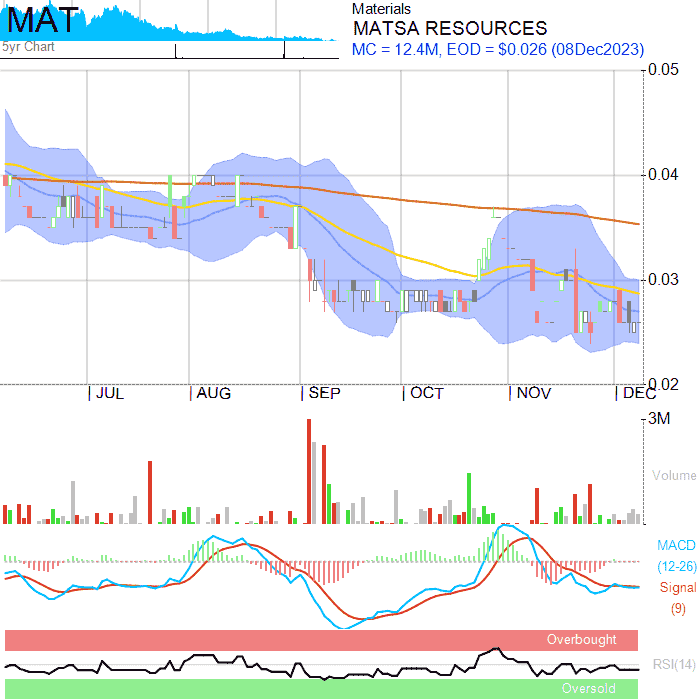 MAT
5yr Chart
Materials
MATSA RESOURCES
MC = 12.4M, EOD = $0.026 (08Dec2023)
0.05
0.04
0.03
0.02
JUL AUG SEP OCT NOV DEC
3M
Volume
MACD
(12-26)
Signal
(9)
Overbought
RSI(14)
Oversold